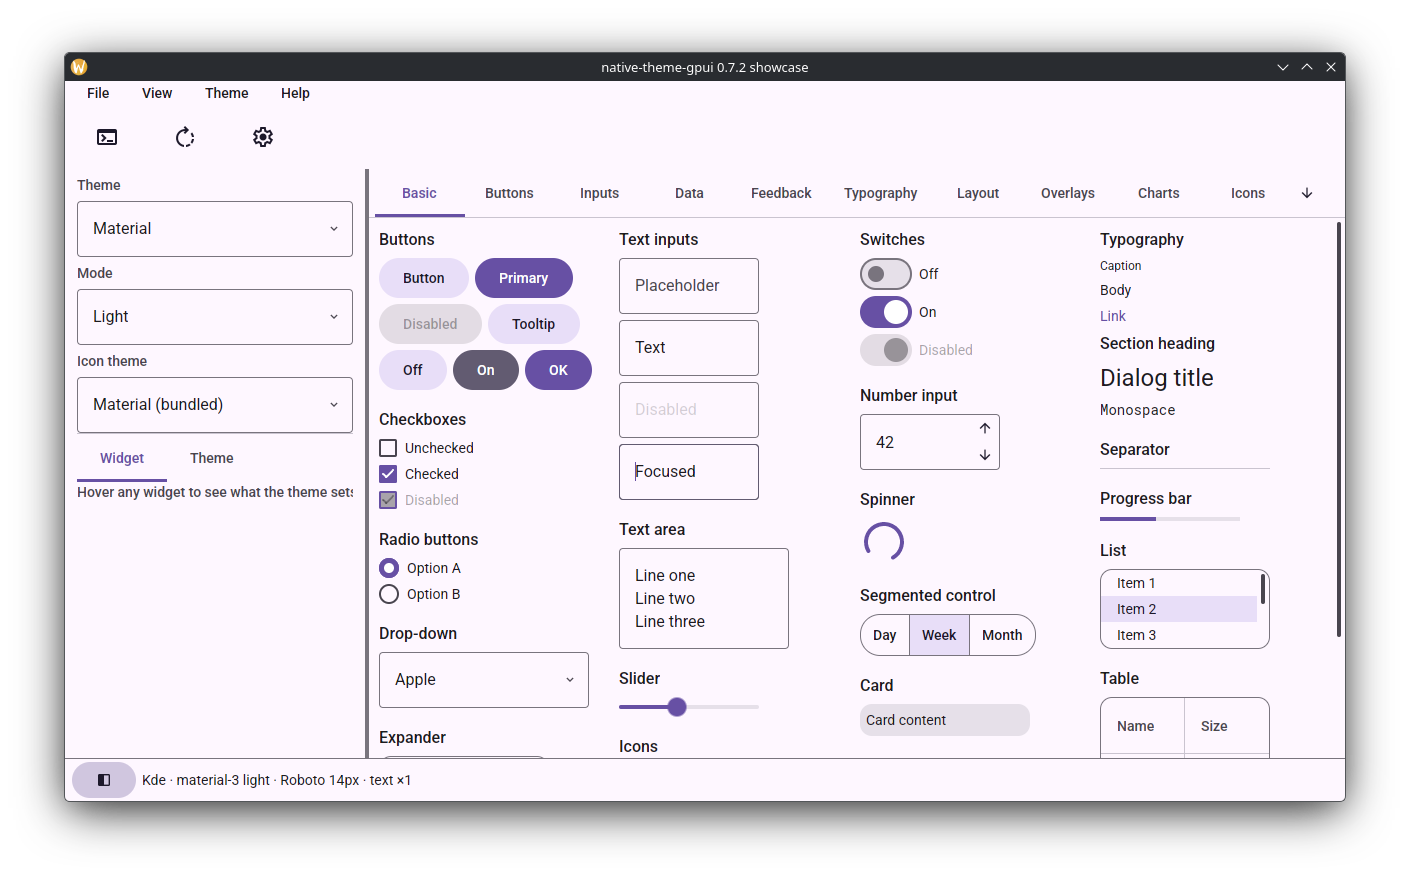 native-theme-gpui 0.7.2 showcase
File View Theme Help
Theme
Material
Mode
Light
Icon theme
Material (bundled)
Widget Theme
Hover any widget to see what the theme sets
Basic Buttons Inputs Data Feedback Typography Layout Overlays Charts Icons
Buttons
Button Primary
Disabled Tooltip
Off On OK
Checkboxes
Unchecked
Checked
Disabled
Radio buttons
Option A
Option B
Drop-down
Apple
Expander
Text inputs
Placeholder
Text
Disabled
Focused
Text area
Line one
Line two
Line three
Slider
Icons
Switches
Off
On
Disabled
Number input
42
Spinner
Segmented control
Day Week Month
Card
Card content
Typography
Caption
Body
Link
Section heading
Dialog title
Monospace
Separator
Progress bar
List
Item 1
Item 2
Item 3
Table
Name Size
Kde · material-3 light · Roboto 14px · text ×1